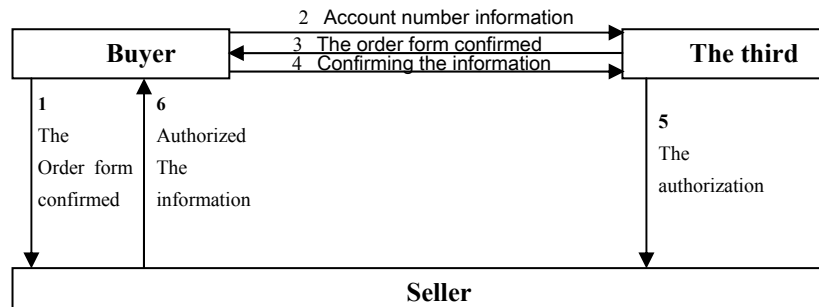 2 Account number information
3 The order form confirmed
4 Confirming the information
Buyer
The third
1
The
Order form
confirmed
6
Authorized
The
information
5
The
authorization
Seller